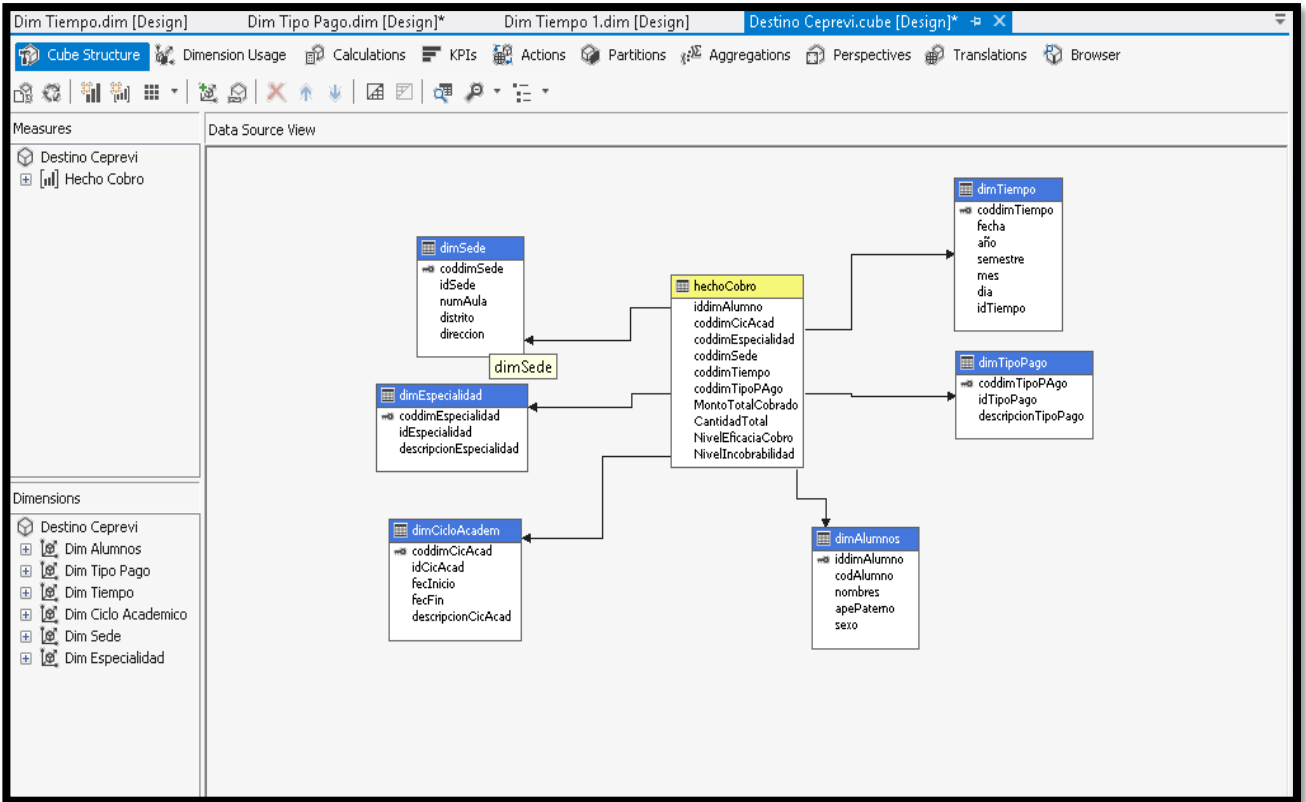 Dim Tiempo.dim [Design]
Dim Tipo Pago.dim [Design]*
Dim Tiempo 1.dim [Design]
Destino Ceprevi.cube [Design]*
Cube Structure
Dimension Usage
Calculations
KPIs
Actions
Partitions
Aggregations
Perspectives
Translations
Browser
Measures
Destino Ceprevi
Hecho Cobro
Data Source View
dimSede
coddimSede
idSede
numAula
distrito
direccion
dimSede
dimEspecialidad
coddimEspecialidad
idEspecialidad
descripcionEspecialidad
dimCicloAcadem
coddimCicAcad
idCicAcad
fecInicio
fecFin
descripcionCicAcad
hechoCobro
iddimAlumno
coddimCicAcad
coddimEspecialidad
coddimSede
coddimTiempo
coddimTipoPAgo
MontoTotalCobrado
CantidadTotal
NivelEficaciaCobro
NivelIncobrabilidad
dimTiempo
coddimTiempo
fecha
año
semestre
mes
dia
idTiempo
dimTipoPago
coddimTipoPAgo
idTipoPago
descripcionTipoPago
dimAlumnos
iddimAlumno
codAlumno
nombres
apePaterno
sexo
Dimensions
Destino Ceprevi
Dim Alumnos
Dim Tipo Pago
Dim Tiempo
Dim Ciclo Academico
Dim Sede
Dim Especialidad